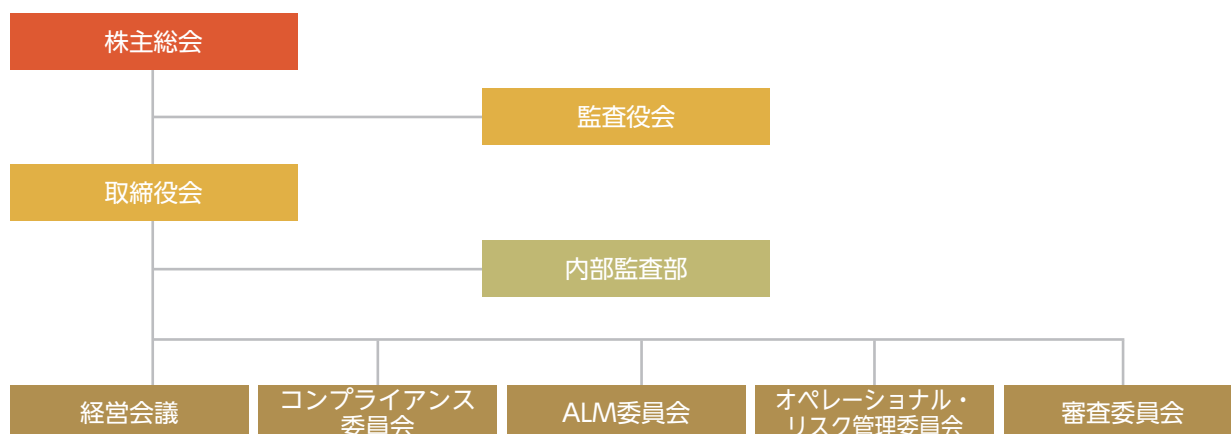 株主総会
監査役会
取締役会
内部監査部
経営会議
コンプライアンス
委員会
ALM委員会
オペレーショナル・
リスク管理委員会
審査委員会